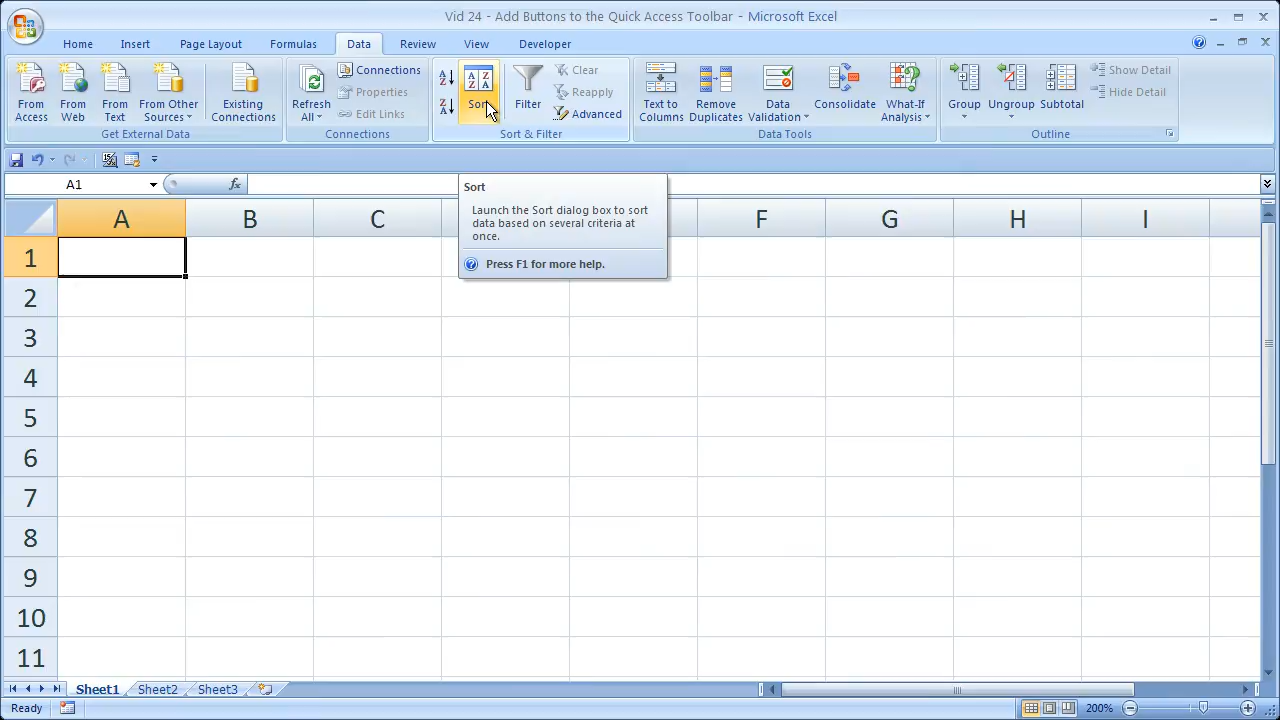 Vid 24 - Add Buttons to the Quick Access Toolbar - Microsoft Excel
Home Insert Page Layout Formulas Data Review View Developer
From Access
From Web
From Text
From Other Sources
Existing Connections
Get External Data
Refresh All
Connections
Properties
Edit Links
Connections
Sort
Filter
Clear
Reapply
Advanced
Sort & Filter
Text to Columns
Remove Duplicates
Data Validation
Consolidate
What-If Analysis
Data Tools
Group
Ungroup
Subtotal
Show Detail
Hide Detail
Outline
A1
fx
Sort
Launch the Sort dialog box to sort
data based on several criteria at
once.
Press F1 for more help.
A B C F G H I
1
2
3
4
5
6
7
8
9
10
11
Sheet1 Sheet2 Sheet3
Ready
200%